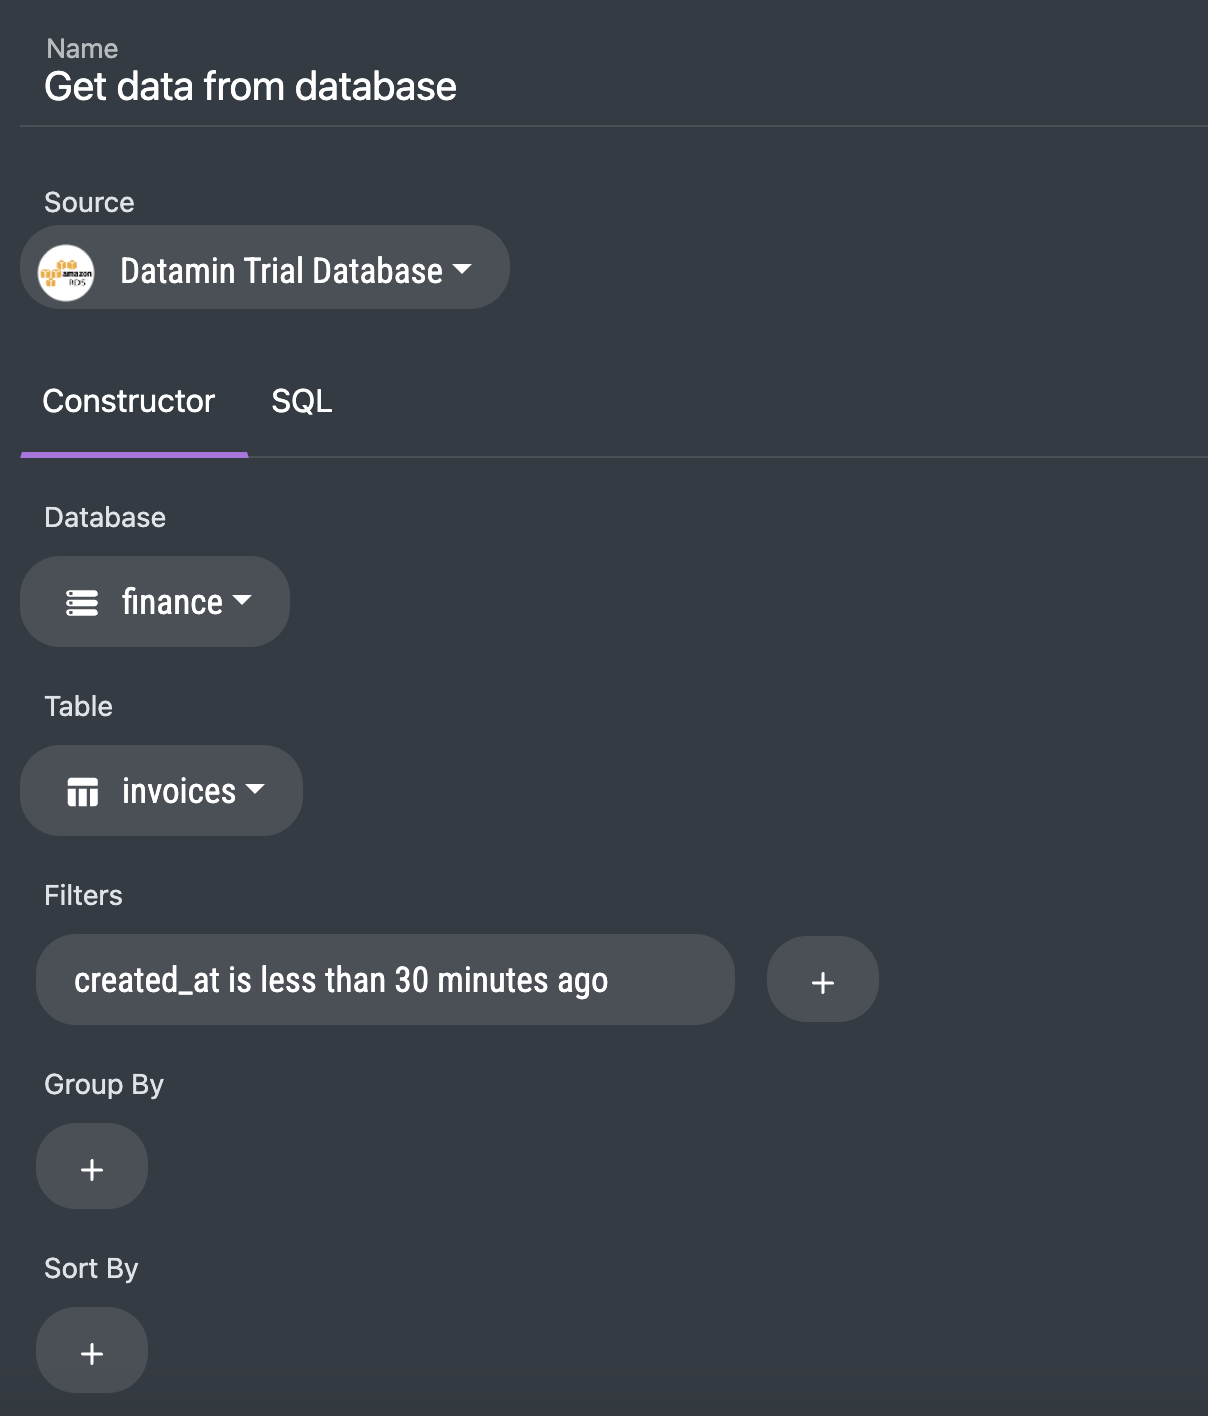 Name
Get data from database
Source
amazon
RDS
Datamin Trial Database
Constructor SQL
Database
finance
Table
invoices
Filters
created_at is less than 30 minutes ago +
Group By
+
Sort By
+